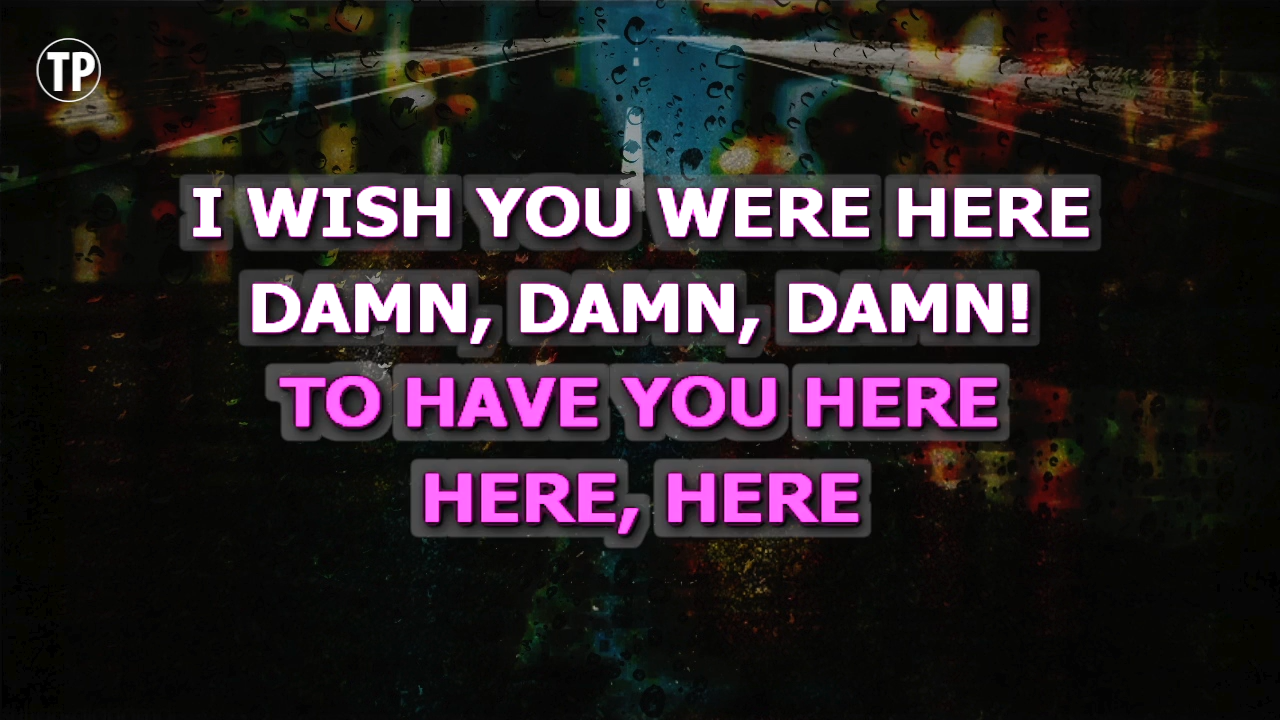 TP
I WISH YOU WERE HERE
DAMN, DAMN, DAMN!
TO HAVE YOU HERE
HERE, HERE